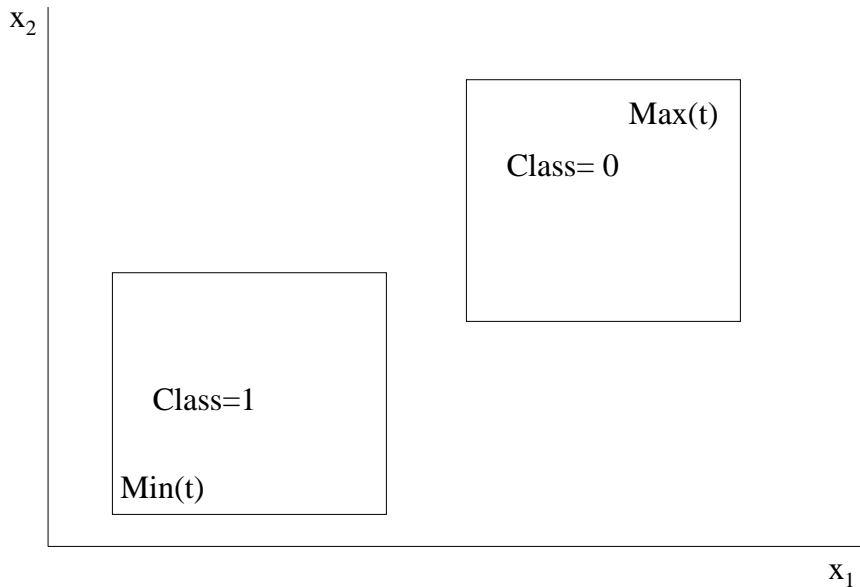 x₂
Max(t)
Class= 0
Class=1
Min(t)
x₁